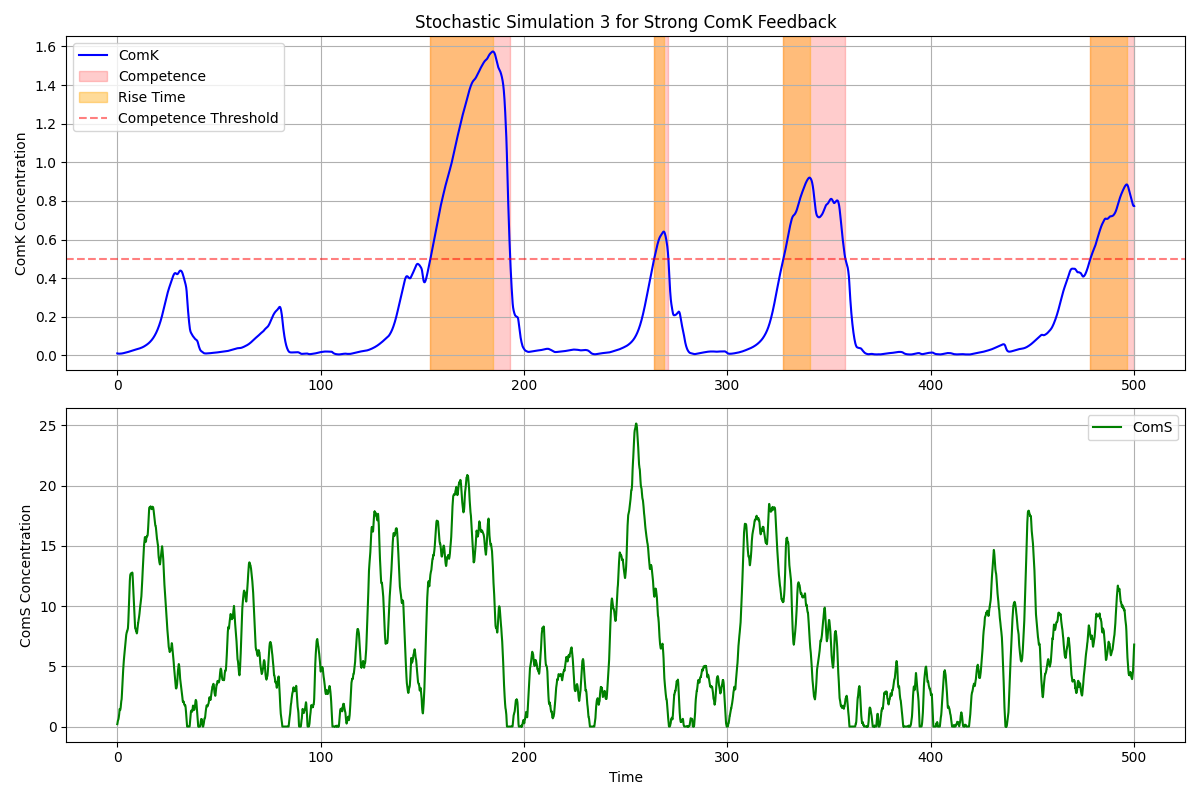 Stochastic Simulation 3 for Strong ComK Feedback
ComK Concentration
1.6
1.4
1.2
1.0
0.8
0.6
0.4
0.2
0.0
ComK
Competence
Rise Time
Competence Threshold
0 100 200 300 400 500
ComS Concentration
25
20
15
10
5
0
ComS
0 100 200 300 400 500
Time